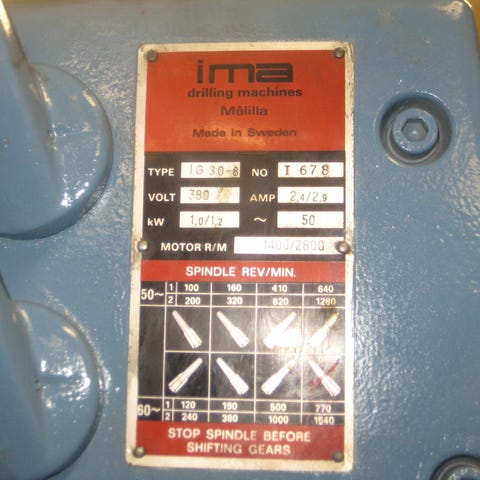 ima
drilling machines
Målilla
Made in Sweden
TYPE IG 30-8 NO I 678
VOLT 380 AMP 2,4/2,9
kW 1.0/1,2 ~ 50
MOTOR R/M 1400/2800
SPINDLE REV/MIN.
50~ 1 100 160 410 640
2 200 320 820 1280
60~ 1 120 190 500 770
2 240 380 1000 1540
STOP SPINDLE BEFORE
SHIFTING GEARS